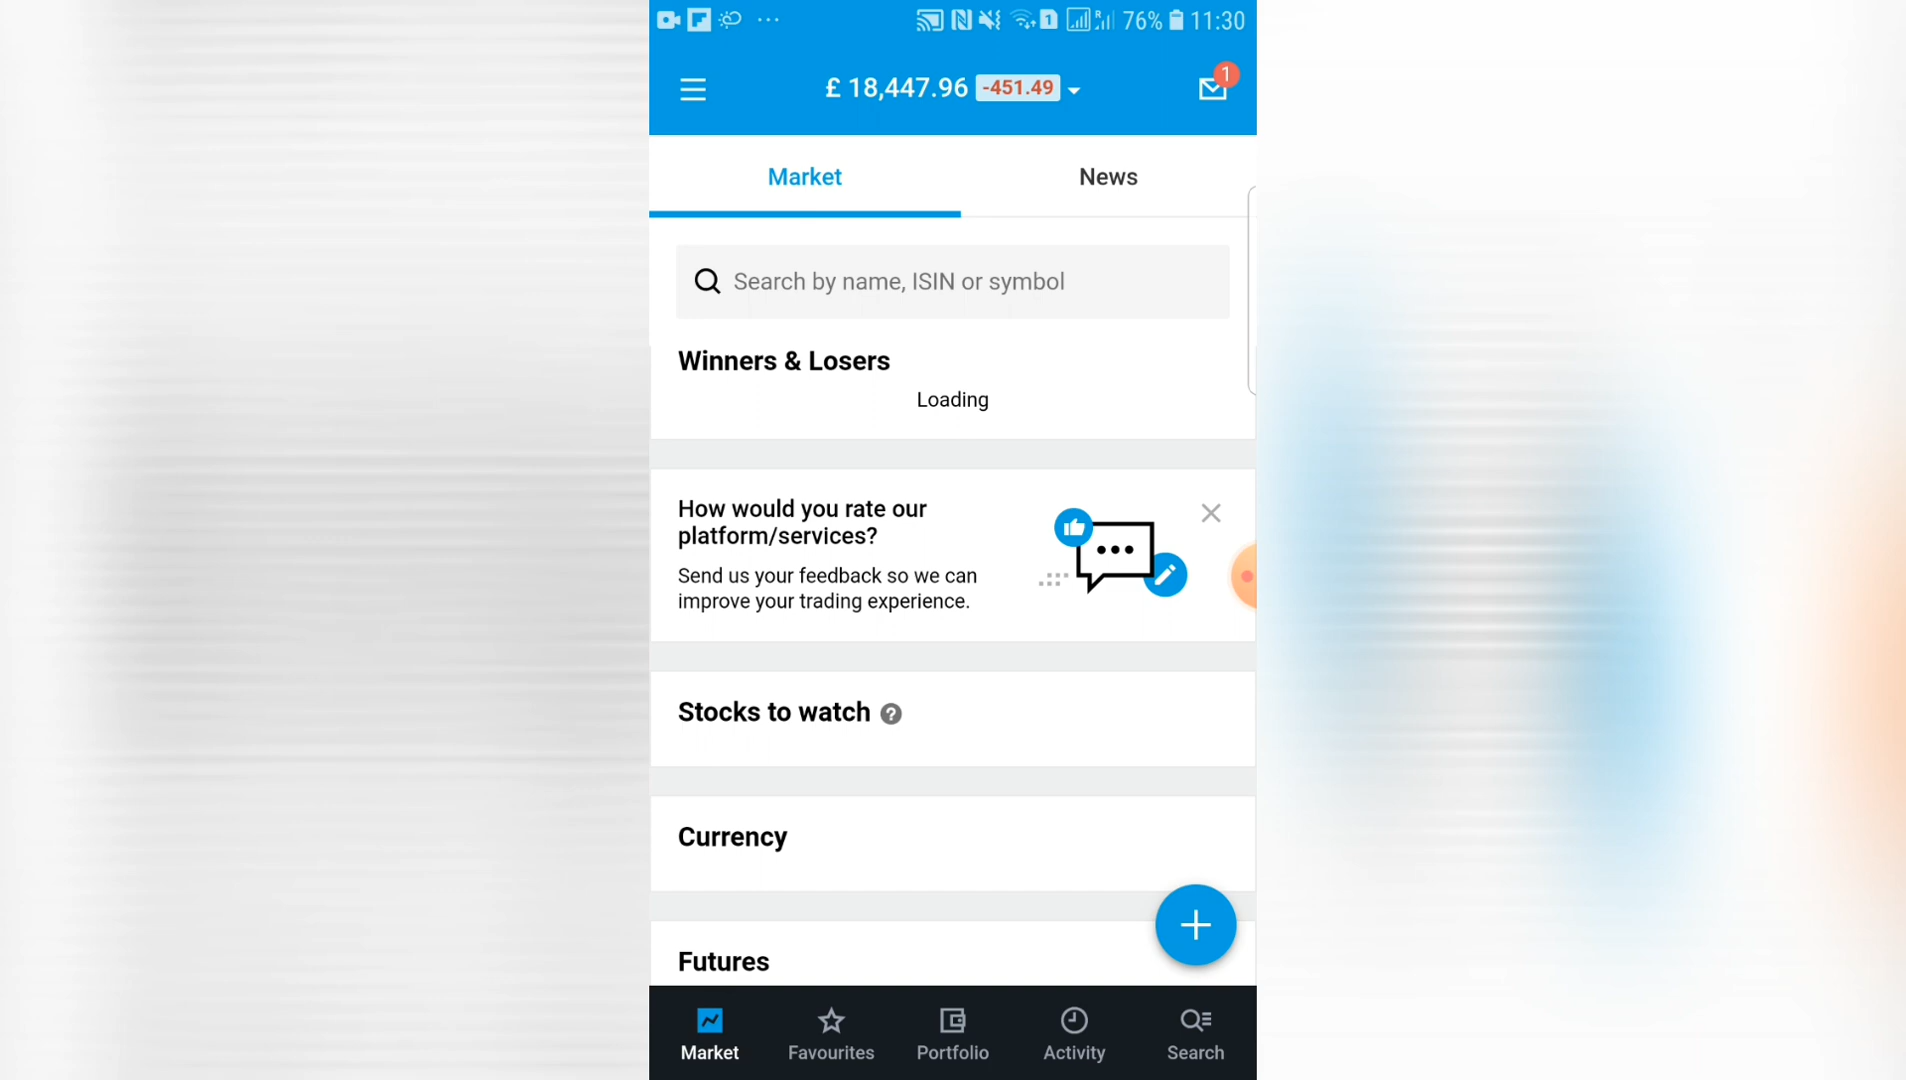 76% 11:30
£ 18,447.96 -451.49
1
Market News
Search by name, ISIN or symbol
Winners & Losers
Loading
How would you rate our
platform/services?
Send us your feedback so we can
improve your trading experience.
Stocks to watch ?
Currency
Futures
Market Favourites Portfolio Activity Search